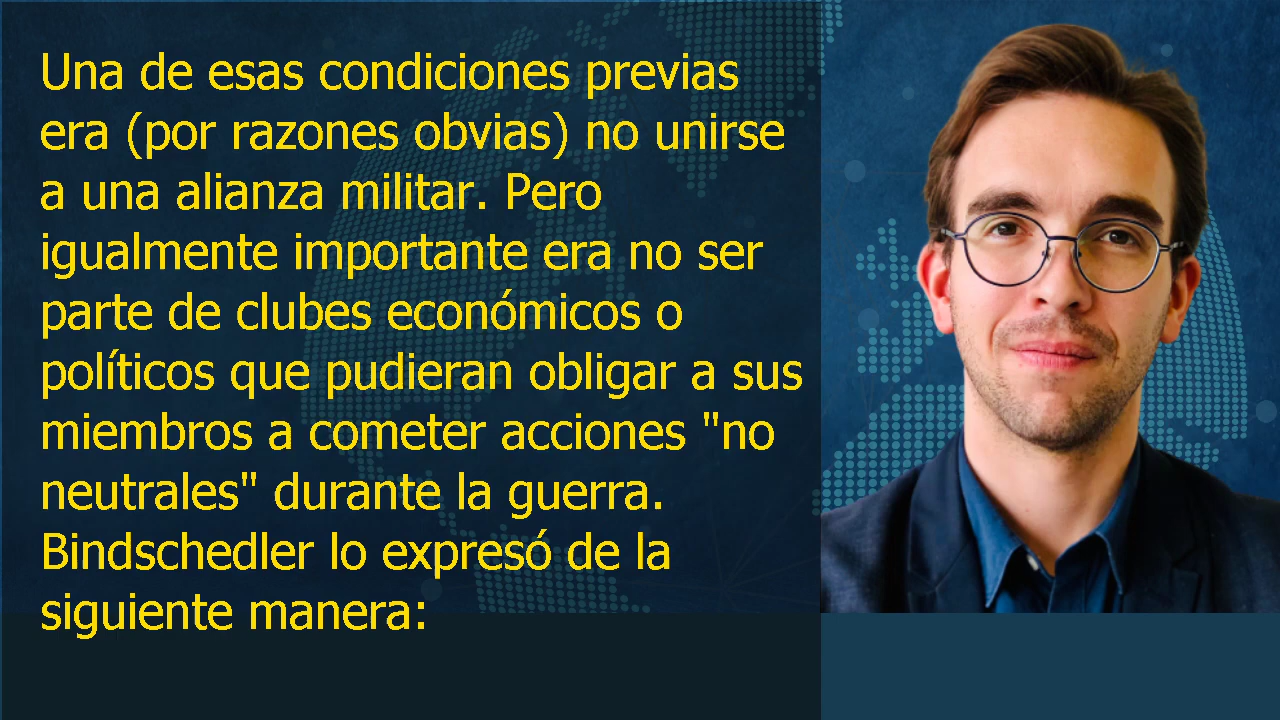 Una de esas condiciones previas
era (por razones obvias) no unirse
a una alianza militar. Pero
igualmente importante era no ser
parte de clubes económicos o
políticos que pudieran obligar a sus
miembros a cometer acciones "no
neutrales" durante la guerra.
Bindschedler lo expresó de la
siguiente manera: